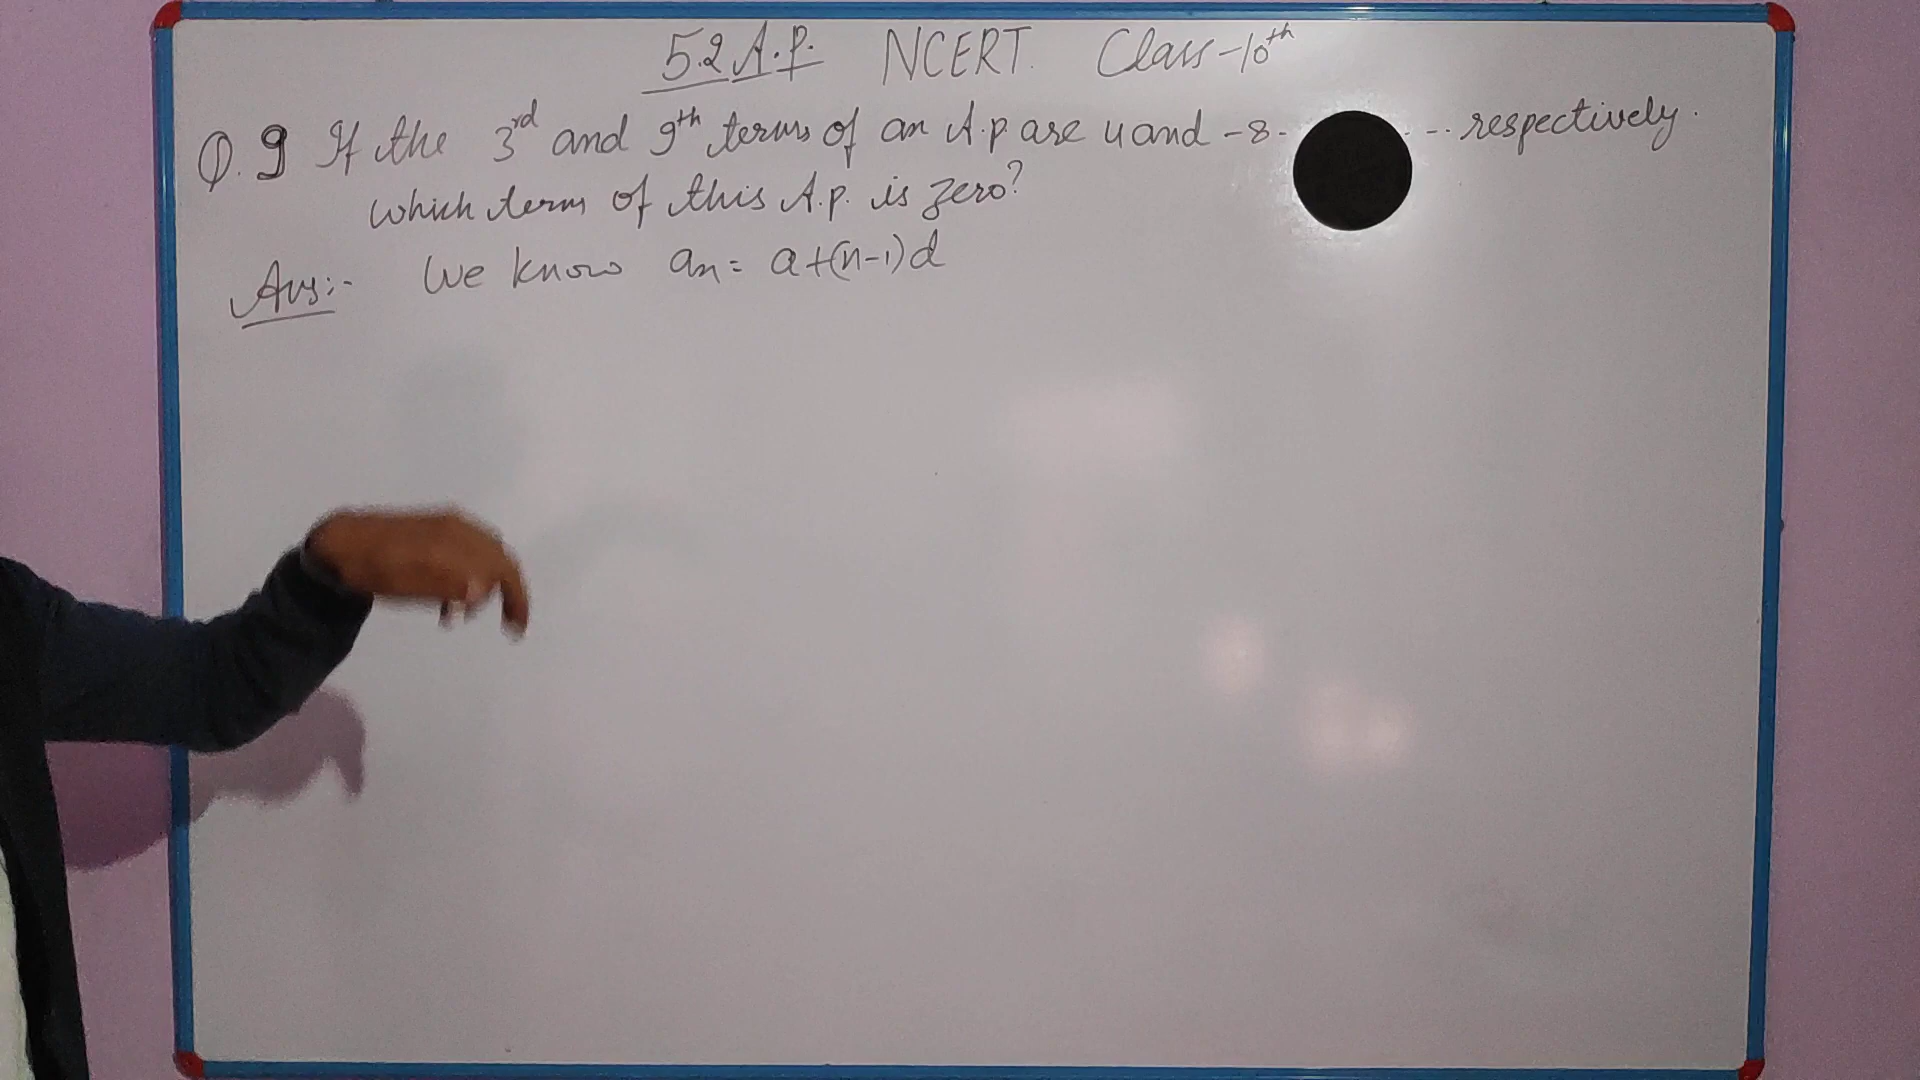 5.2 A.P. NCERT. Class-10th
Q.9 If the 3rd and 9th terms of an A.p are 4 and -8- -- respectively.
which term of this A.p. is zero?
Ans:- We know an = a+(n-1)d